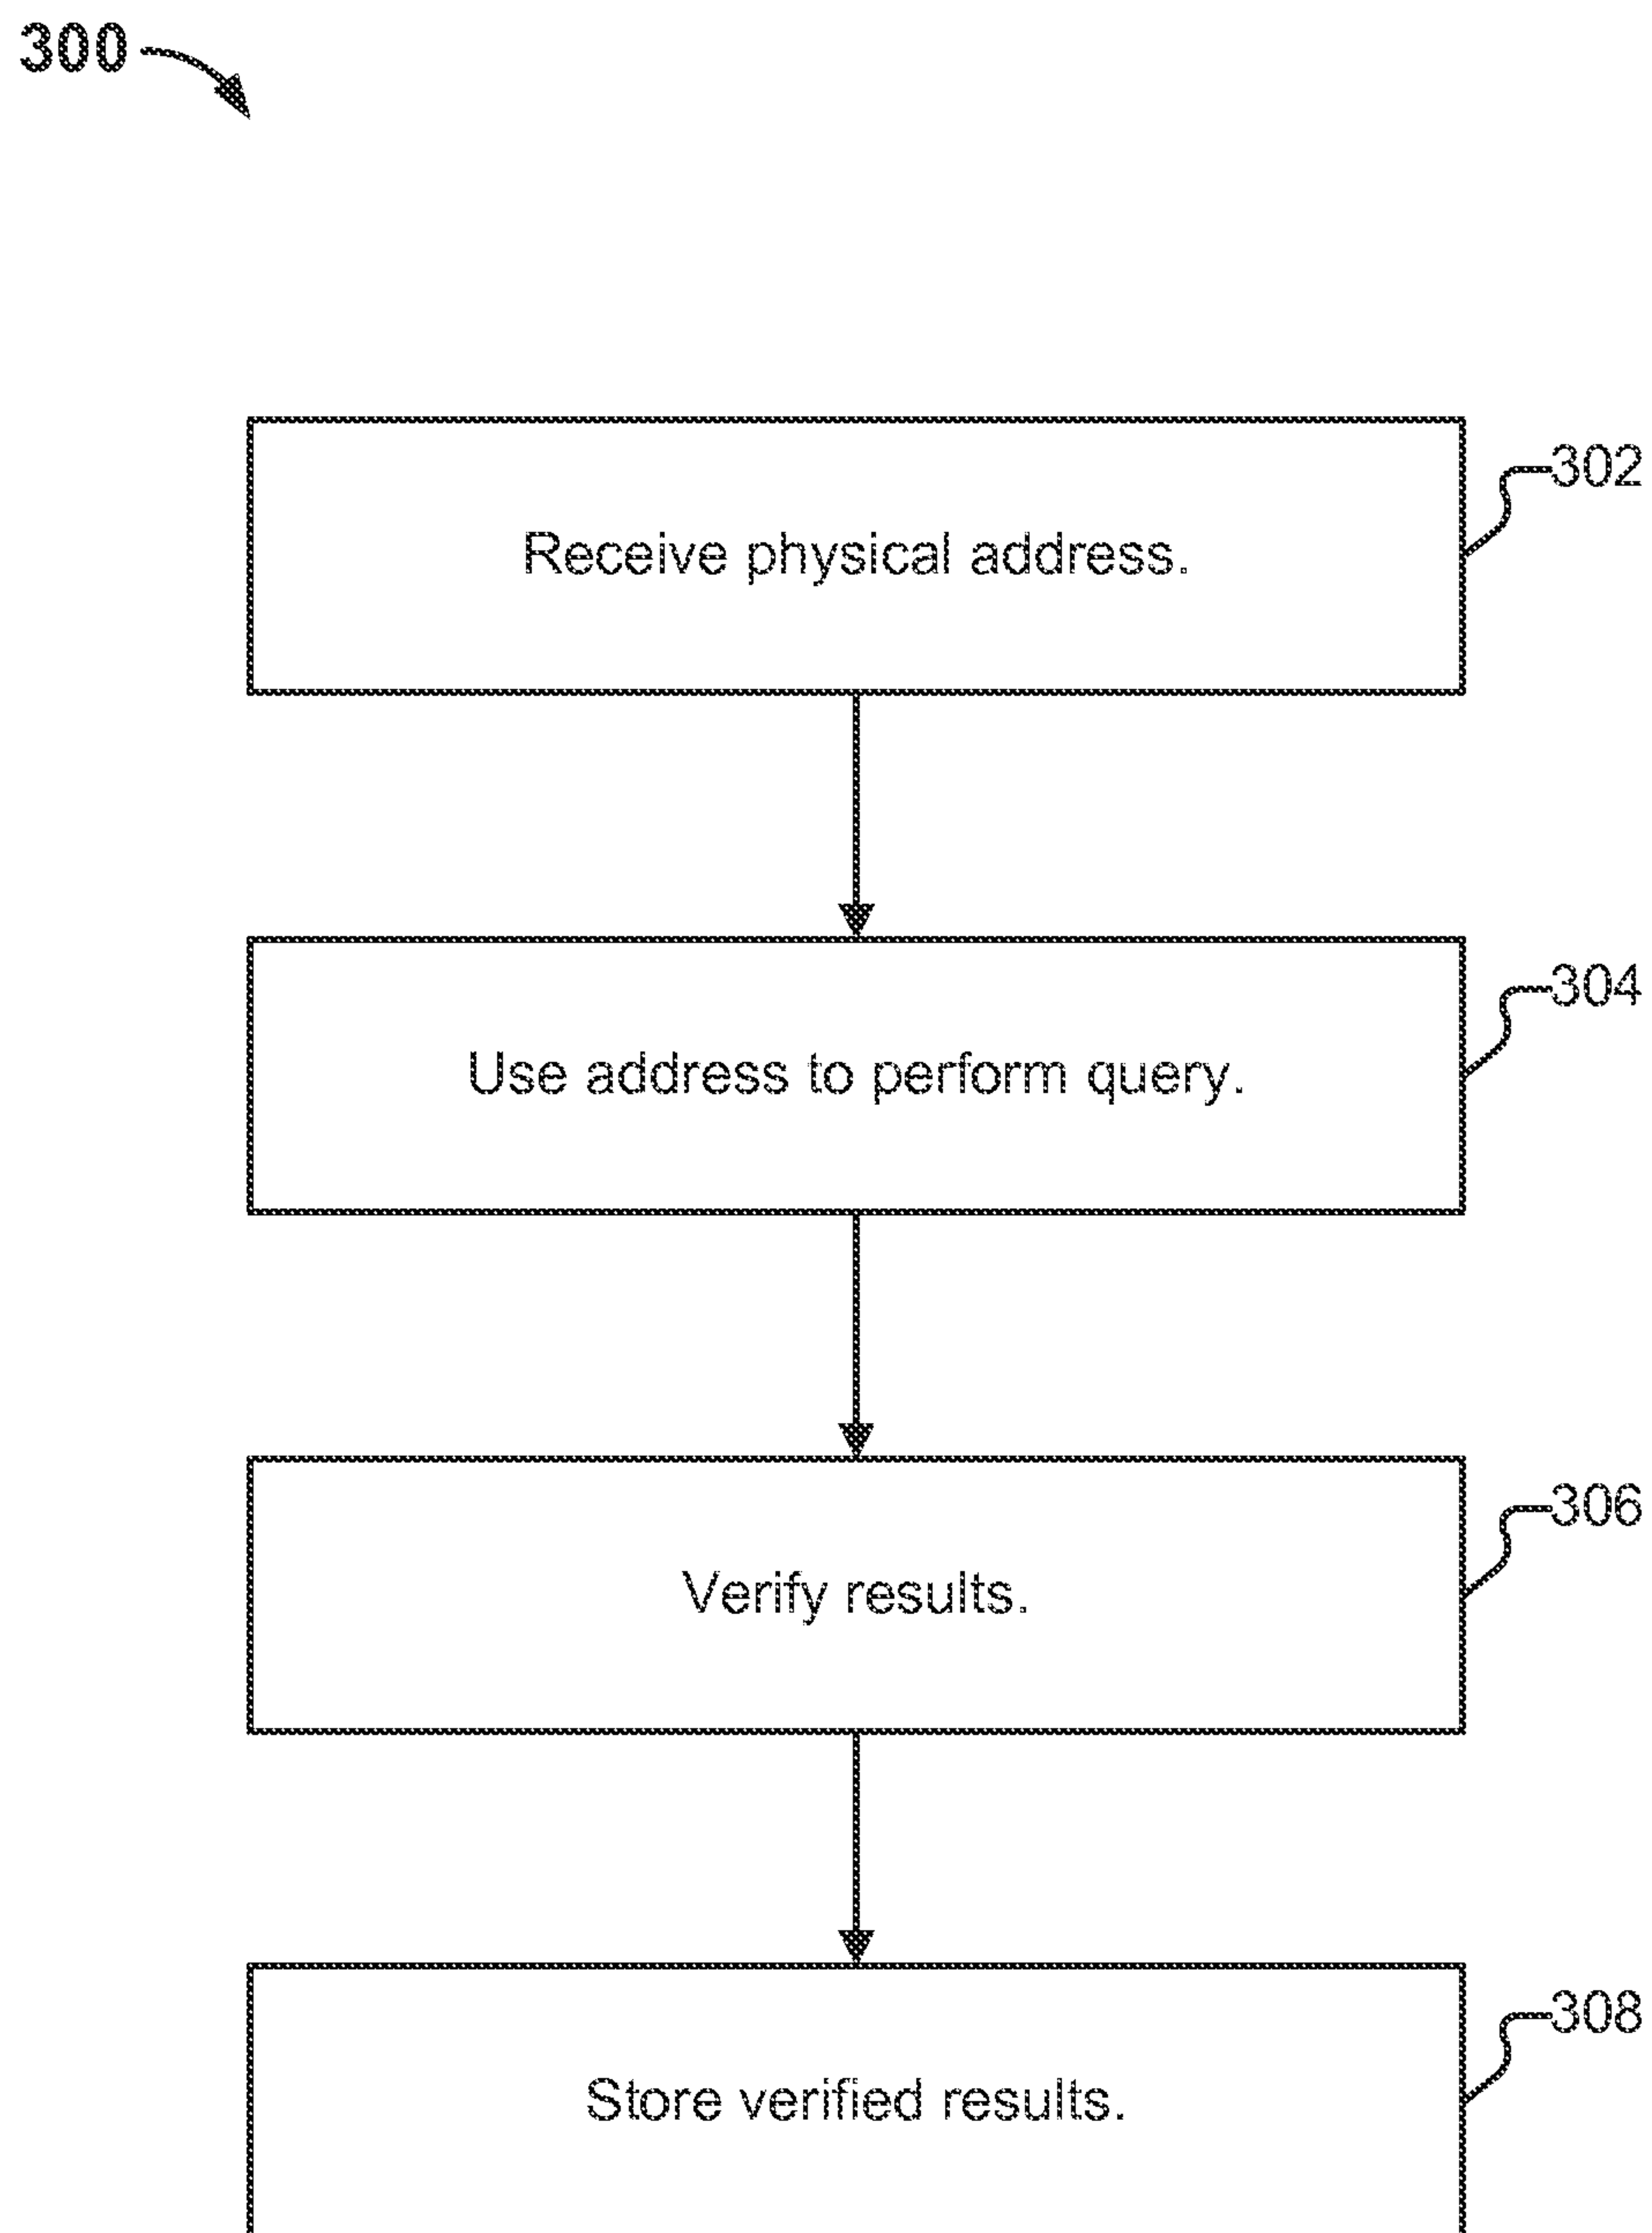 300
302
Receive physical address.
304
Use address to perform query.
306
Verify results.
308
Store verified results.